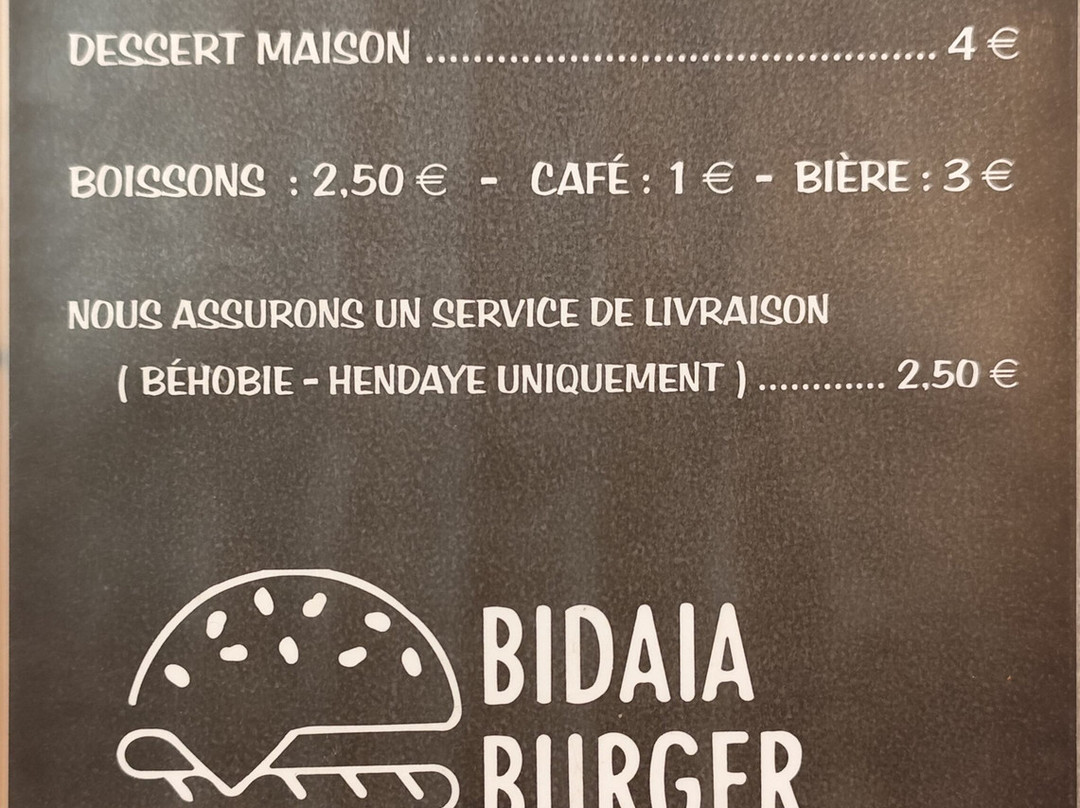 DESSERT MAISON ........................................... 4 €
BOISSONS : 2,50 € - CAFÉ : 1 € - BIÈRE : 3 €
NOUS ASSURONS UN SERVICE DE LIVRAISON
( BÉHOBIE - HENDAYE UNIQUEMENT ) ............ 2,50 €
BIDAIA
BURGER